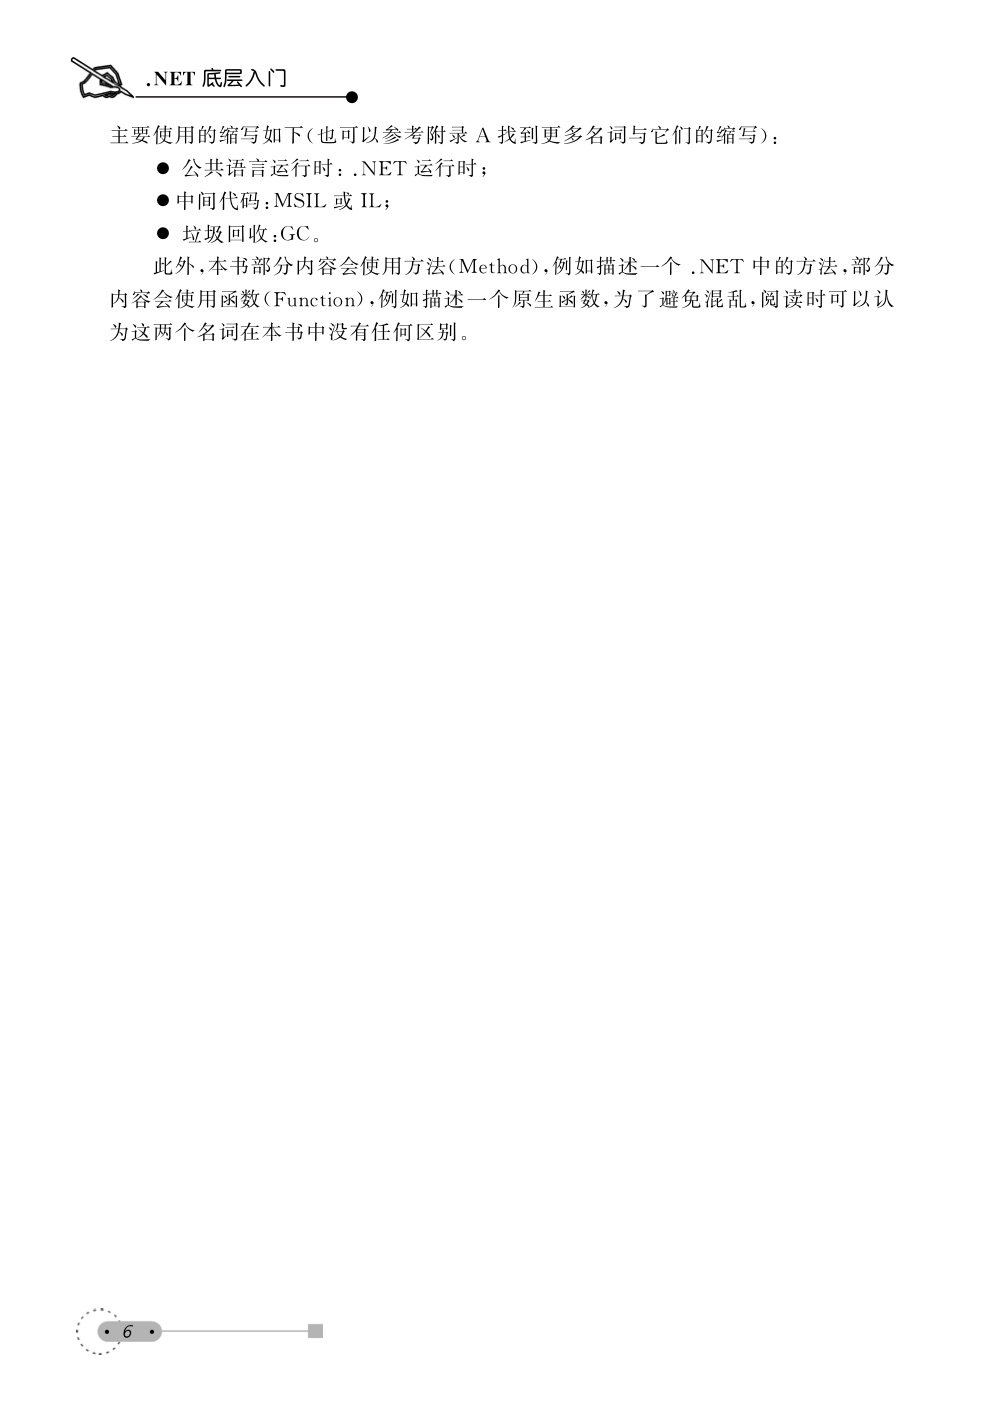 .NET 底层入门
主要使用的缩写如下(也可以参考附录 A 找到更多名词与它们的缩写):
● 公共语言运行时: .NET 运行时;
● 中间代码:MSIL 或 IL;
● 垃圾回收:GC。
此外,本书部分内容会使用方法(Method),例如描述一个 .NET 中的方法,部分
内容会使用函数(Function),例如描述一个原生函数,为了避免混乱,阅读时可以认
为这两个名词在本书中没有任何区别。
• 6 •